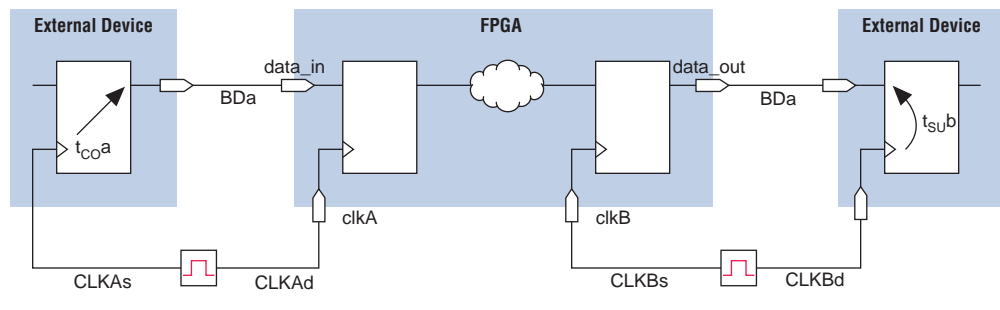 External Device
FPGA
External Device
data_in
data_out
BDa
BDa
tCOa
tSUb
clkA
clkB
CLKAs
CLKAd
CLKBs
CLKBd